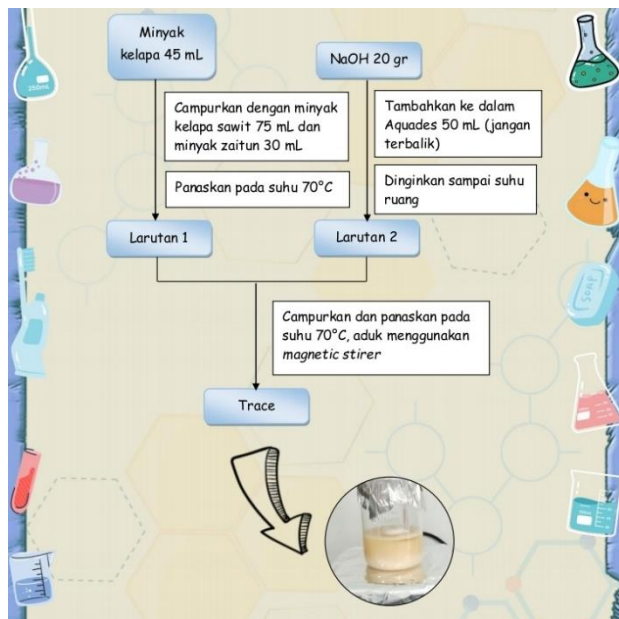 Minyak
kelapa 45 mL
NaOH 20 gr
Campurkan dengan minyak
kelapa sawit 75 mL dan
minyak zaitun 30 mL
Tambahkan ke dalam
Aquades 50 mL (jangan
terbalik)
Panaskan pada suhu 70°C
Dinginkan sampai suhu
ruang
Larutan 1
Larutan 2
Campurkan dan panaskan pada
suhu 70°C, aduk menggunakan
magnetic stirer
Trace
250mL
SOAP